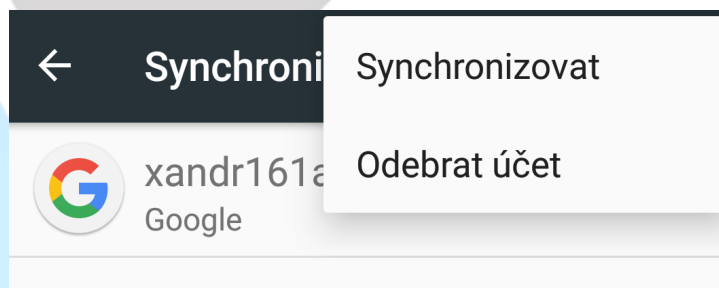 Synchroni
Synchronizovat
Odebrat účet
xandr161a
Google